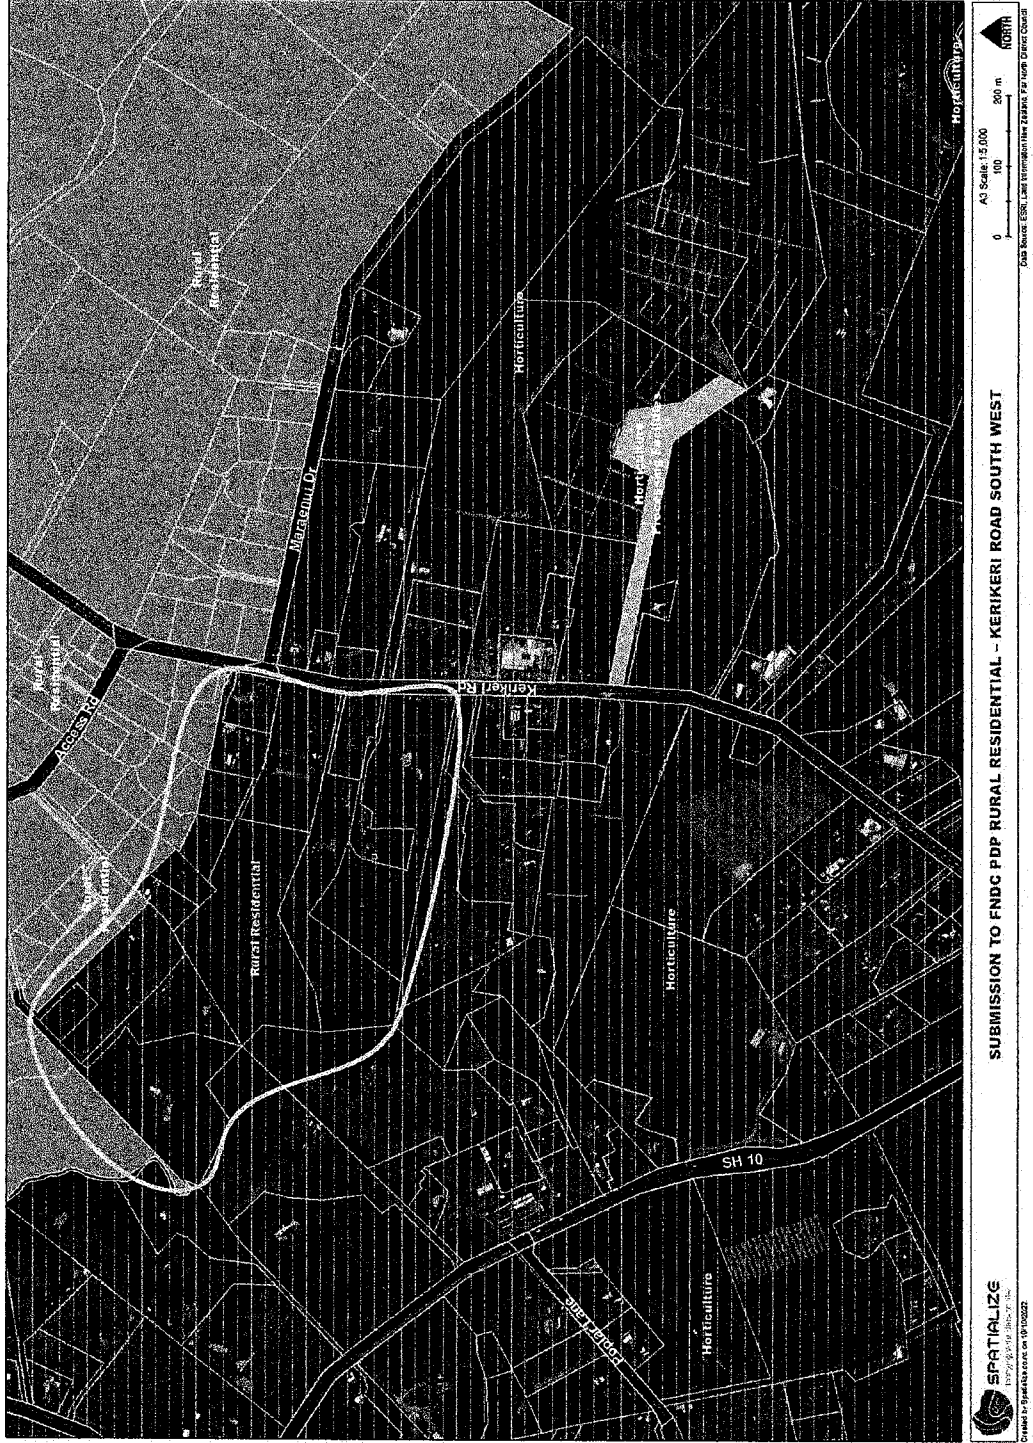 Rural
Residential
Rural
Residential
Access Rd
Maraenui Dr
Horticulture
Rural Residential
Kerikeri Rd
Horticulture
SH 10
Horticulture
Poplar Lane
Horticulture
SPATIALIZE
SUBMISSION TO FNDC PDP RURAL RESIDENTIAL – KERIKERI ROAD SOUTH WEST
A3 Scale 1:5,000
0 100 200 m
NORTH